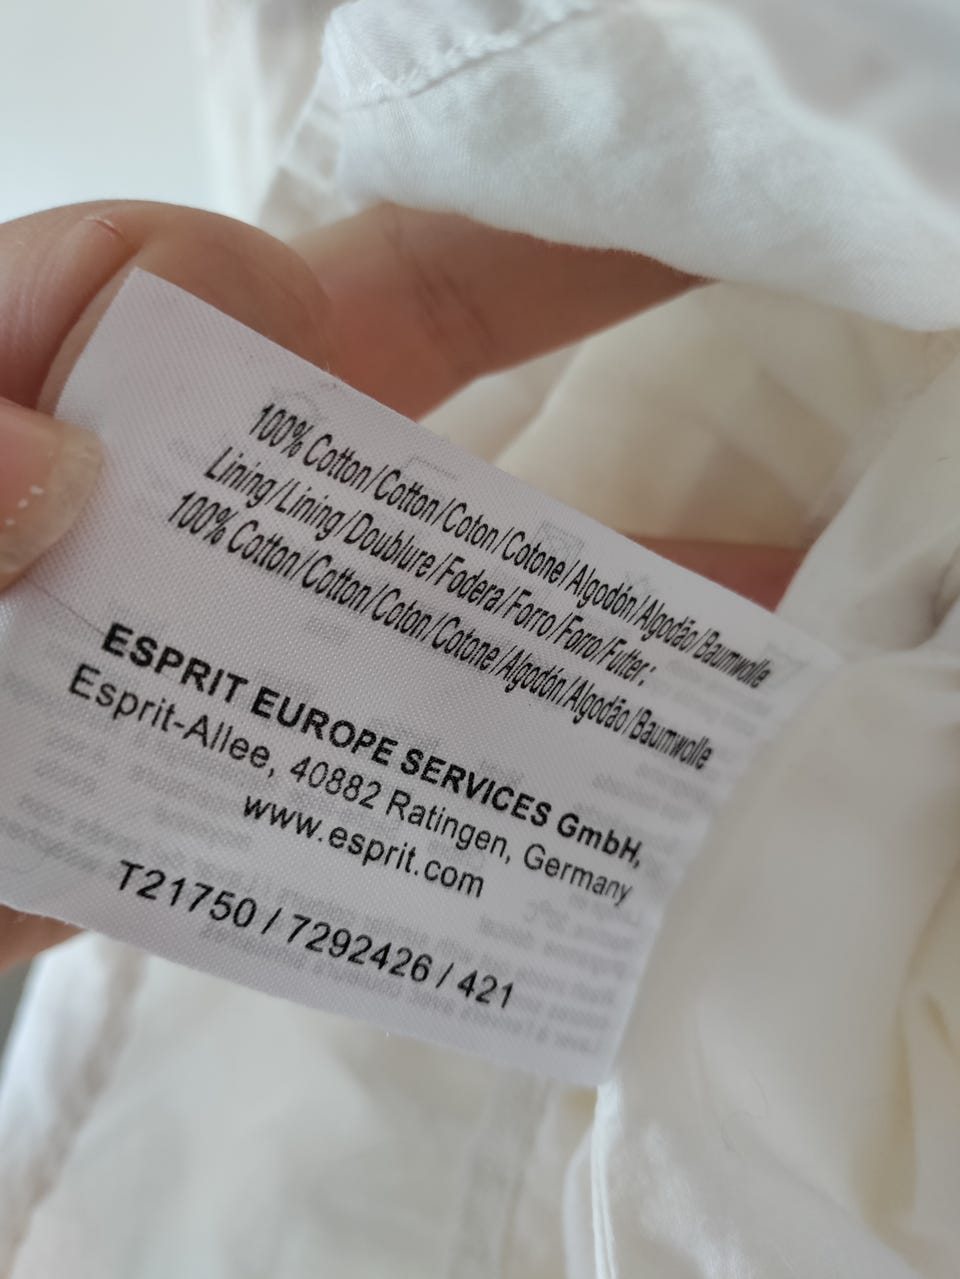 100% Cotton/Cotton/Coton/Cotone/Algodón/Algodão/Baumwolle
Lining/Lining/Doublure/Fodera/Forro/Forro/Futter:
100% Cotton/Cotton/Coton/Cotone/Algodón/Algodão/Baumwolle
ESPRIT EUROPE SERVICES GmbH,
Esprit-Allee, 40882 Ratingen, Germany
www.esprit.com
T21750 / 7292426 / 421